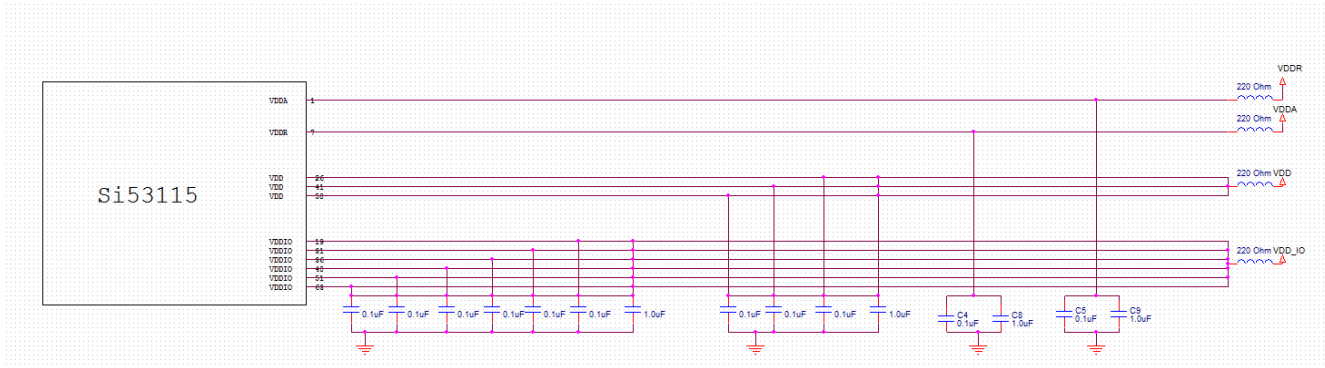 VDDR
220 Ohm
VDDA 1
VDDA
220 Ohm
VDDR 7
220 Ohm VDD
VDD 26
VDD 41
VDD
Si53115
VDDIO 19
VDDIO
VDDIO
VDDIO
VDDIO 51
VDDIO
220 Ohm VDD_IO
0.1uF 0.1uF 0.1uF 0.1uF 0.1uF 0.1uF 1.0uF
0.1uF 0.1uF 0.1uF 1.0uF
C4
0.1uF
C8
1.0uF
C5
0.1uF
C9
1.0uF